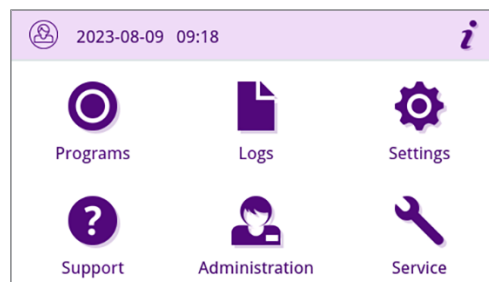 2023-08-09 09:18 i
Programs Logs Settings
?
Support Administration Service